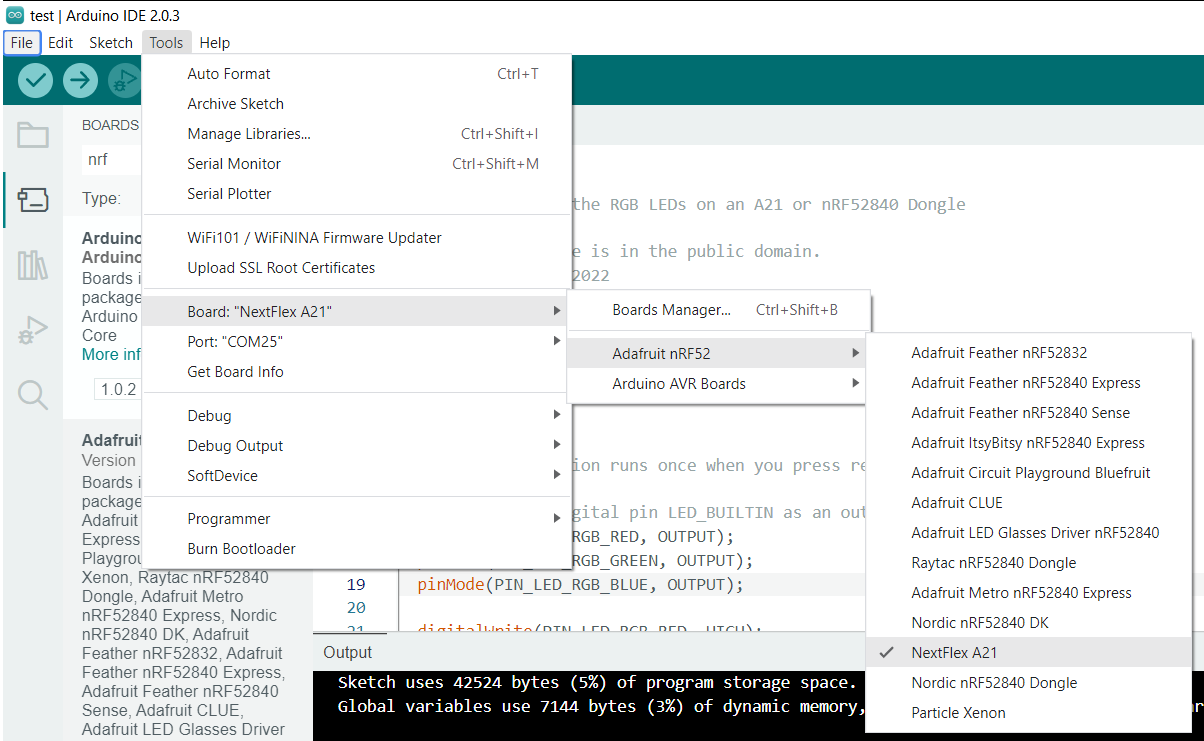 test | Arduino IDE 2.0.3
File Edit Sketch Tools Help
BOARDS
nrf
Type:
Arduino
Arduino
Boards i
package
Arduino
Core
More inf
1.0.2
Adafruit
Version
Boards i
package
Adafruit
Express
Playgrou
Xenon, Raytac nRF52840
Dongle, Adafruit Metro
nRF52840 Express, Nordic
nRF52840 DK, Adafruit
Feather nRF52832, Adafruit
Feather nRF52840 Express,
Adafruit Feather nRF52840
Sense, Adafruit CLUE,
Adafruit LED Glasses Driver
Auto Format Ctrl+T
Archive Sketch
Manage Libraries... Ctrl+Shift+I
Serial Monitor Ctrl+Shift+M
Serial Plotter
WiFi101 / WiFiNINA Firmware Updater
Upload SSL Root Certificates
Board: "NextFlex A21"
Port: "COM25"
Get Board Info
Debug
Debug Output
SoftDevice
Programmer
Burn Bootloader
Boards Manager... Ctrl+Shift+B
Adafruit nRF52
Arduino AVR Boards
Adafruit Feather nRF52832
Adafruit Feather nRF52840 Express
Adafruit Feather nRF52840 Sense
Adafruit ItsyBitsy nRF52840 Express
Adafruit Circuit Playground Bluefruit
Adafruit CLUE
Adafruit LED Glasses Driver nRF52840
Raytac nRF52840 Dongle
Adafruit Metro nRF52840 Express
Nordic nRF52840 DK
NextFlex A21
Nordic nRF52840 Dongle
Particle Xenon
the RGB LEDs on an A21 or nRF52840 Dongle
e is in the public domain.
2022
ion runs once when you press re
gital pin LED_BUILTIN as an out
RGB_RED, OUTPUT);
RGB_GREEN, OUTPUT);
19 pinMode(PIN_LED_RGB_BLUE, OUTPUT);
20
21 digitalWrite(PIN_LED_RGB_RED, HIGH);
Output
Sketch uses 42524 bytes (5%) of program storage space.
Global variables use 7144 bytes (3%) of dynamic memory,